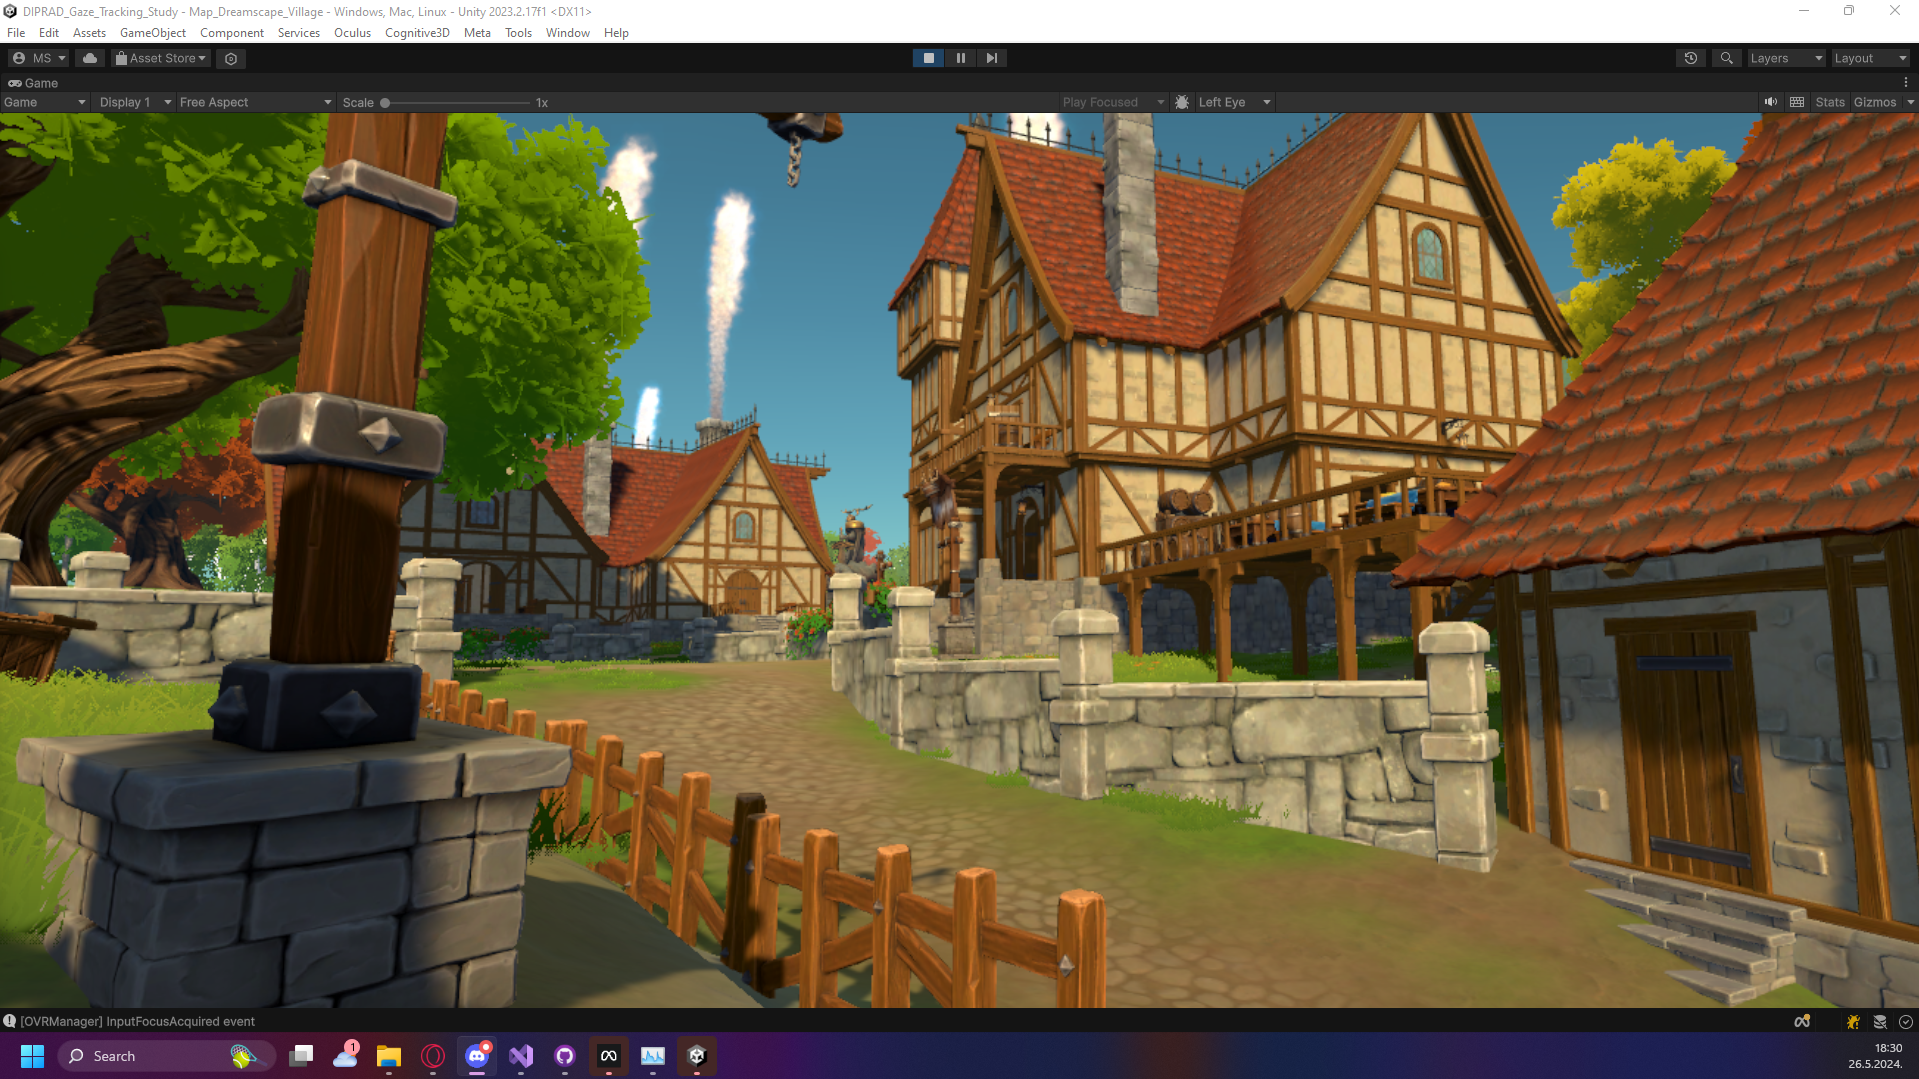 DIPRAD_Gaze_Tracking_Study - Map_Dreamscape_Village - Windows, Mac, Linux - Unity 2023.2.17f1 <DX11>
File Edit Assets GameObject Component Services Oculus Cognitive3D Meta Tools Window Help
MS Asset Store Layers Layout
Game
Game Display 1 Free Aspect Scale 1x Play Focused Left Eye Stats Gizmos
[OVRManager] InputFocusAcquired event
Search 1
18:30
26.5.2024.